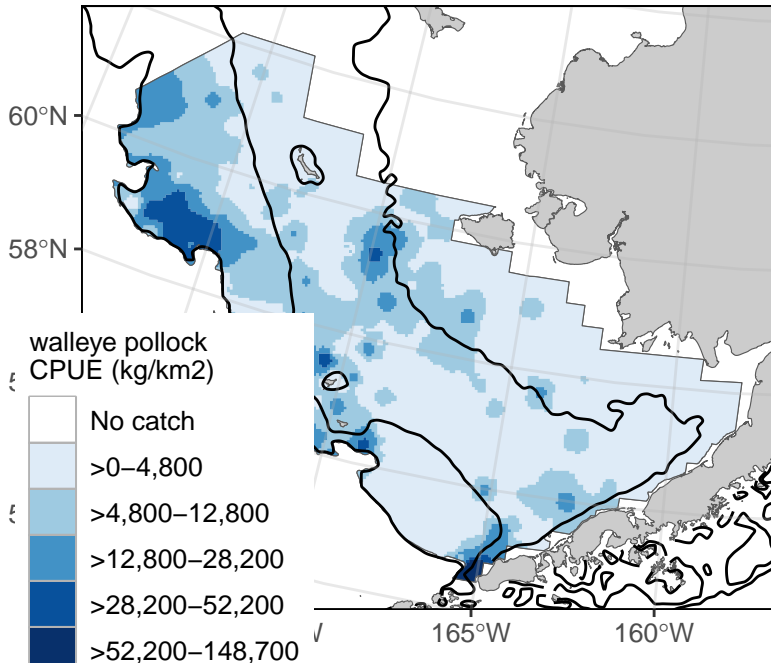 60°N
58°N
walleye pollock
CPUE (kg/km2)
No catch
>0−4,800
>4,800−12,800
>12,800−28,200
>28,200−52,200
>52,200−148,700
165°W
160°W